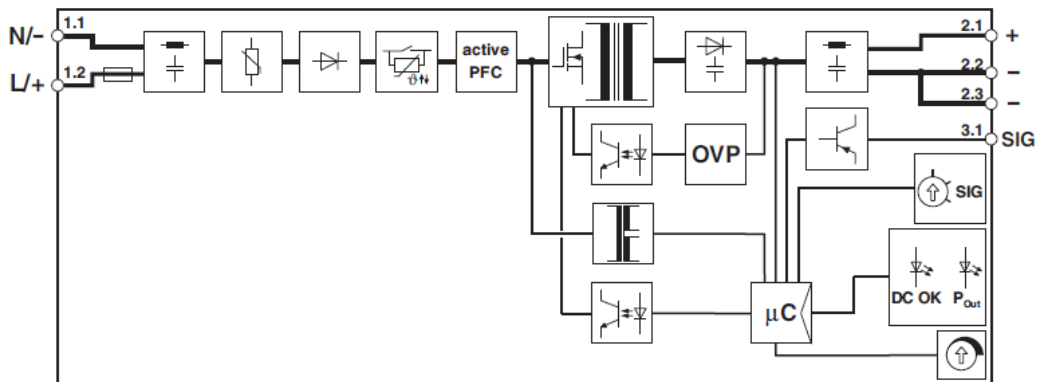 N/- 1.1
L/+ 1.2
active
PFC
2.1 +
2.2 −
2.3 −
3.1 SIG
OVP
SIG
ϑ
DC OK P_Out
µC